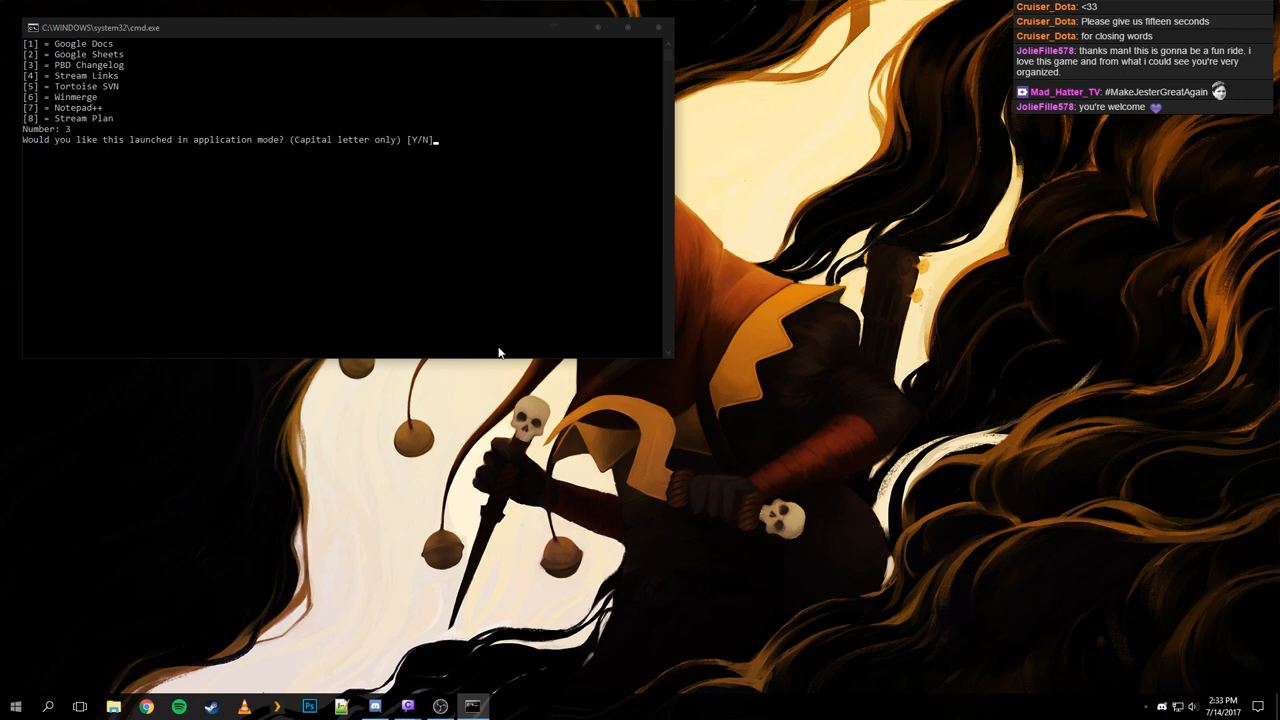 C:\WINDOWS\system32\cmd.exe
[1] = Google Docs
[2] = Google Sheets
[3] = PBD Changelog
[4] = Stream Links
[5] = Tortoise SVN
[6] = Winmerge
[7] = Notepad++
[8] = Stream Plan
Number: 3
Would you like this launched in application mode? (Capital letter only) [Y/N]
Cruiser_Dota: <33
Cruiser_Dota: Please give us fifteen seconds
Cruiser_Dota: for closing words
JolieFille578: thanks man! this is gonna be a fun ride. i
love this game and from what i could see you're very
organized.
Mad_Hatter_TV: #MakeJesterGreatAgain
JolieFille578: you're welcome
Ps
2:33 PM
7/14/2017